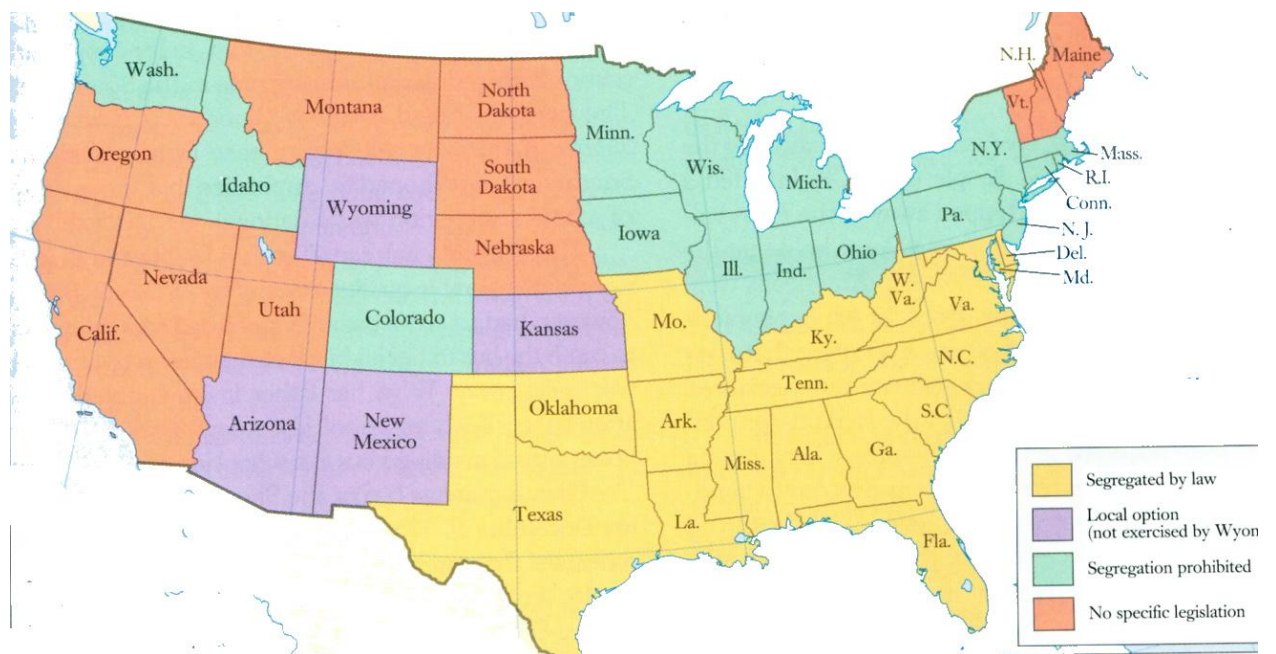 Wash.
Montana
North
Dakota
Minn.
N.H.
Maine
Vt.
Oregon
Idaho
Wyoming
South
Dakota
Wis.
Mich.
N.Y.
Mass.
R.I.
Conn.
Nevada
Utah
Nebraska
Iowa
Ill.
Ind.
Ohio
Pa.
N. J.
Del.
Md.
Calif.
Colorado
Kansas
Mo.
Ky.
W.
Va.
Va.
N.C.
Arizona
New
Mexico
Oklahoma
Ark.
Tenn.
S.C.
Texas
La.
Miss.
Ala.
Ga.
Fla.
Segregated by law
Local option
(not exercised by Wyom
Segregation prohibited
No specific legislation